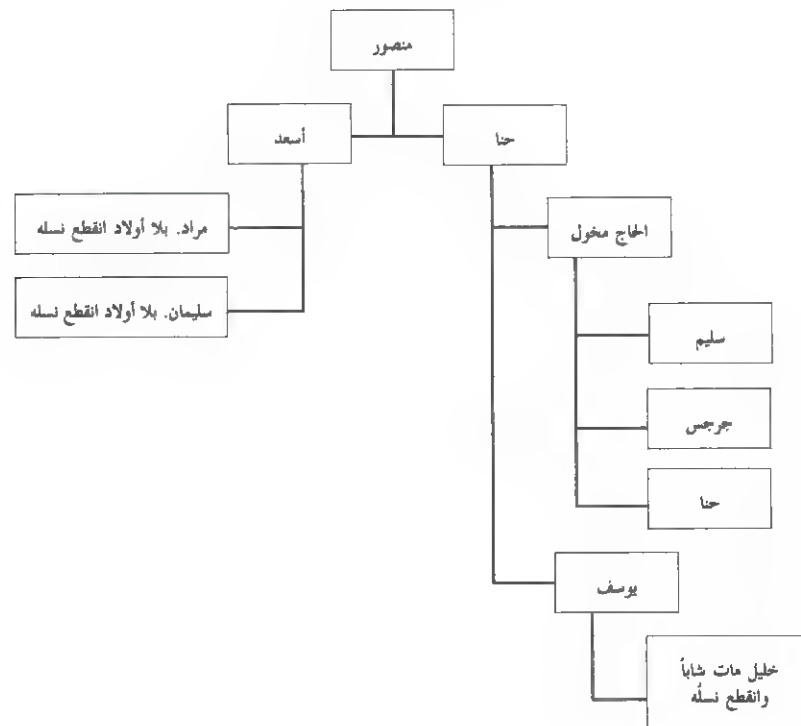 منصور
أسعد
حنا
مراد. بلا أولاد انقطع نسله
الحاج مخول
سليمان. بلا أولاد انقطع نسله
سليم
جرجس
حنا
يوسف
خليل مات شاباً
وانقطع نسلُه